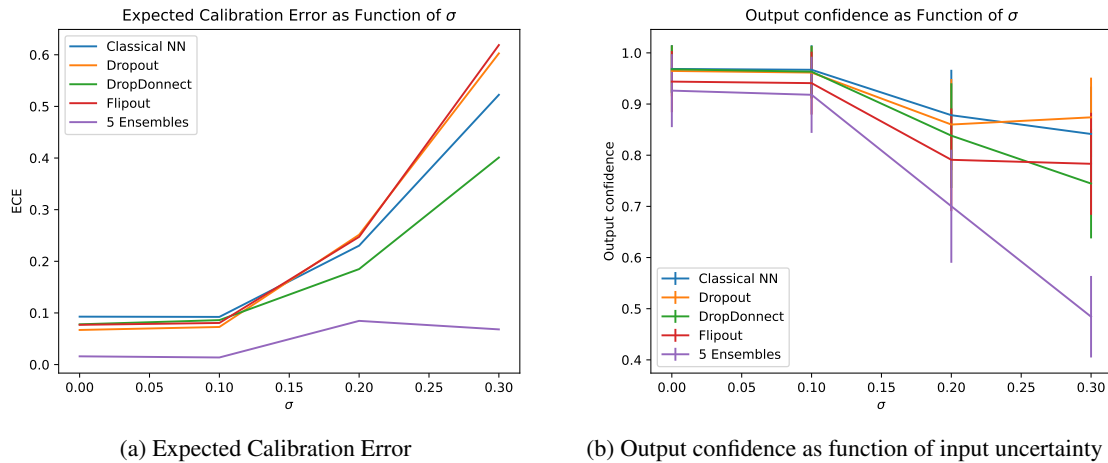 Expected Calibration Error as Function of σ
Classical NN
Dropout
DropDonnect
Flipout
5 Ensembles
ECE
0.6
0.5
0.4
0.3
0.2
0.1
0.0
0.00 0.05 0.10 0.15 0.20 0.25 0.30
σ
(a) Expected Calibration Error
Output confidence as Function of σ
Output confidence
1.0
0.9
0.8
0.7
0.6
0.5
0.4
Classical NN
Dropout
DropDonnect
Flipout
5 Ensembles
0.00 0.05 0.10 0.15 0.20 0.25 0.30
σ
(b) Output confidence as function of input uncertainty